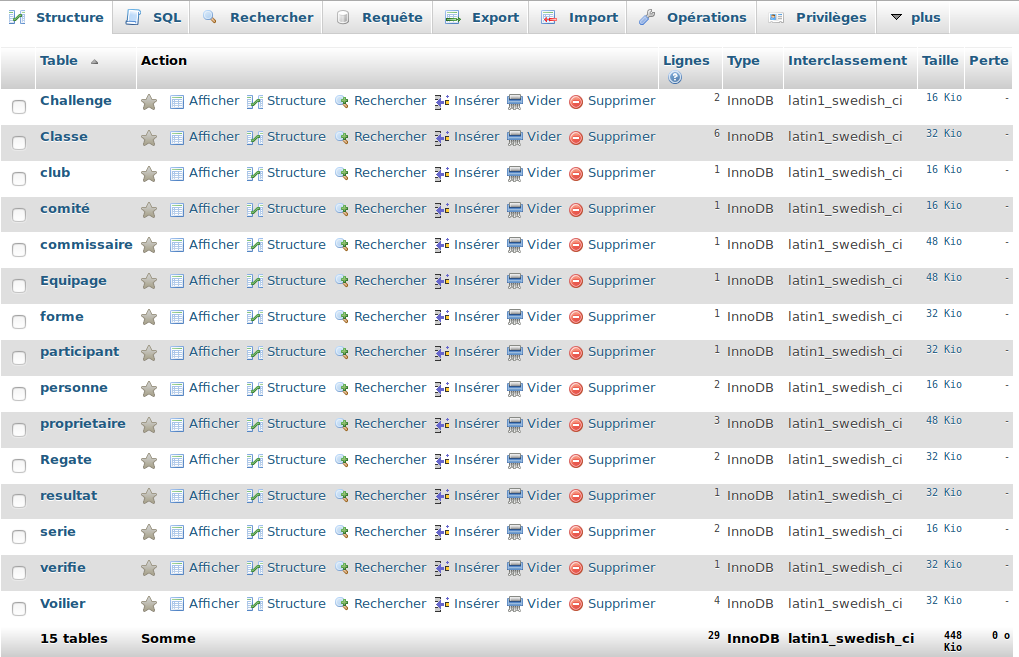 Structure SQL Rechercher Requête Export Import Opérations Privilèges plus
Table Action Lignes Type Interclassement Taille Perte
Challenge Afficher Structure Rechercher Insérer Vider Supprimer 2 InnoDB latin1_swedish_ci 16 Kio -
Classe Afficher Structure Rechercher Insérer Vider Supprimer 6 InnoDB latin1_swedish_ci 32 Kio -
club Afficher Structure Rechercher Insérer Vider Supprimer 1 InnoDB latin1_swedish_ci 16 Kio -
comité Afficher Structure Rechercher Insérer Vider Supprimer 1 InnoDB latin1_swedish_ci 16 Kio -
commissaire Afficher Structure Rechercher Insérer Vider Supprimer 1 InnoDB latin1_swedish_ci 48 Kio -
Equipage Afficher Structure Rechercher Insérer Vider Supprimer 1 InnoDB latin1_swedish_ci 48 Kio -
forme Afficher Structure Rechercher Insérer Vider Supprimer 1 InnoDB latin1_swedish_ci 32 Kio -
participant Afficher Structure Rechercher Insérer Vider Supprimer 1 InnoDB latin1_swedish_ci 32 Kio -
personne Afficher Structure Rechercher Insérer Vider Supprimer 2 InnoDB latin1_swedish_ci 16 Kio -
proprietaire Afficher Structure Rechercher Insérer Vider Supprimer 3 InnoDB latin1_swedish_ci 48 Kio -
Regate Afficher Structure Rechercher Insérer Vider Supprimer 2 InnoDB latin1_swedish_ci 32 Kio -
resultat Afficher Structure Rechercher Insérer Vider Supprimer 1 InnoDB latin1_swedish_ci 32 Kio -
serie Afficher Structure Rechercher Insérer Vider Supprimer 2 InnoDB latin1_swedish_ci 16 Kio -
verifie Afficher Structure Rechercher Insérer Vider Supprimer 1 InnoDB latin1_swedish_ci 32 Kio -
Voilier Afficher Structure Rechercher Insérer Vider Supprimer 4 InnoDB latin1_swedish_ci 32 Kio -
15 tables Somme 29 InnoDB latin1_swedish_ci 448 Kio 0 o